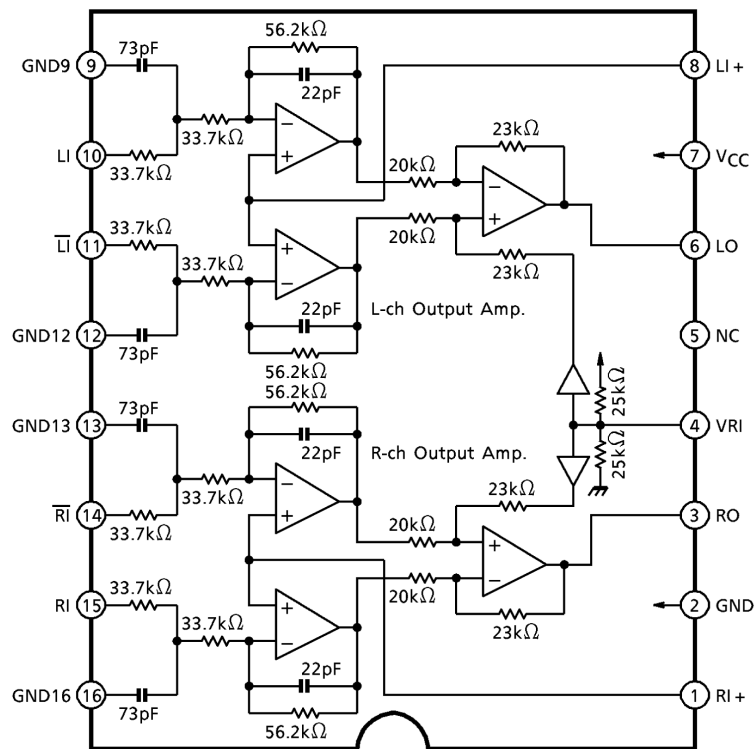 56.2kΩ
73pF
GND9 9
8 LI +
22pF
33.7kΩ
23kΩ
LI 10
33.7kΩ
20kΩ
7 VCC
L̅I̅ 11
33.7kΩ
33.7kΩ
20kΩ
23kΩ
6 LO
22pF
L-ch Output Amp.
GND12 12
73pF
5 NC
56.2kΩ
56.2kΩ
25kΩ
GND13 13
73pF
22pF
R-ch Output Amp.
4 VRI
25kΩ
33.7kΩ
23kΩ
R̅I̅ 14
33.7kΩ
20kΩ
3 RO
RI 15
33.7kΩ
33.7kΩ
20kΩ
23kΩ
2 GND
22pF
GND16 16
73pF
56.2kΩ
1 RI +
− + + − − + + − − + + −